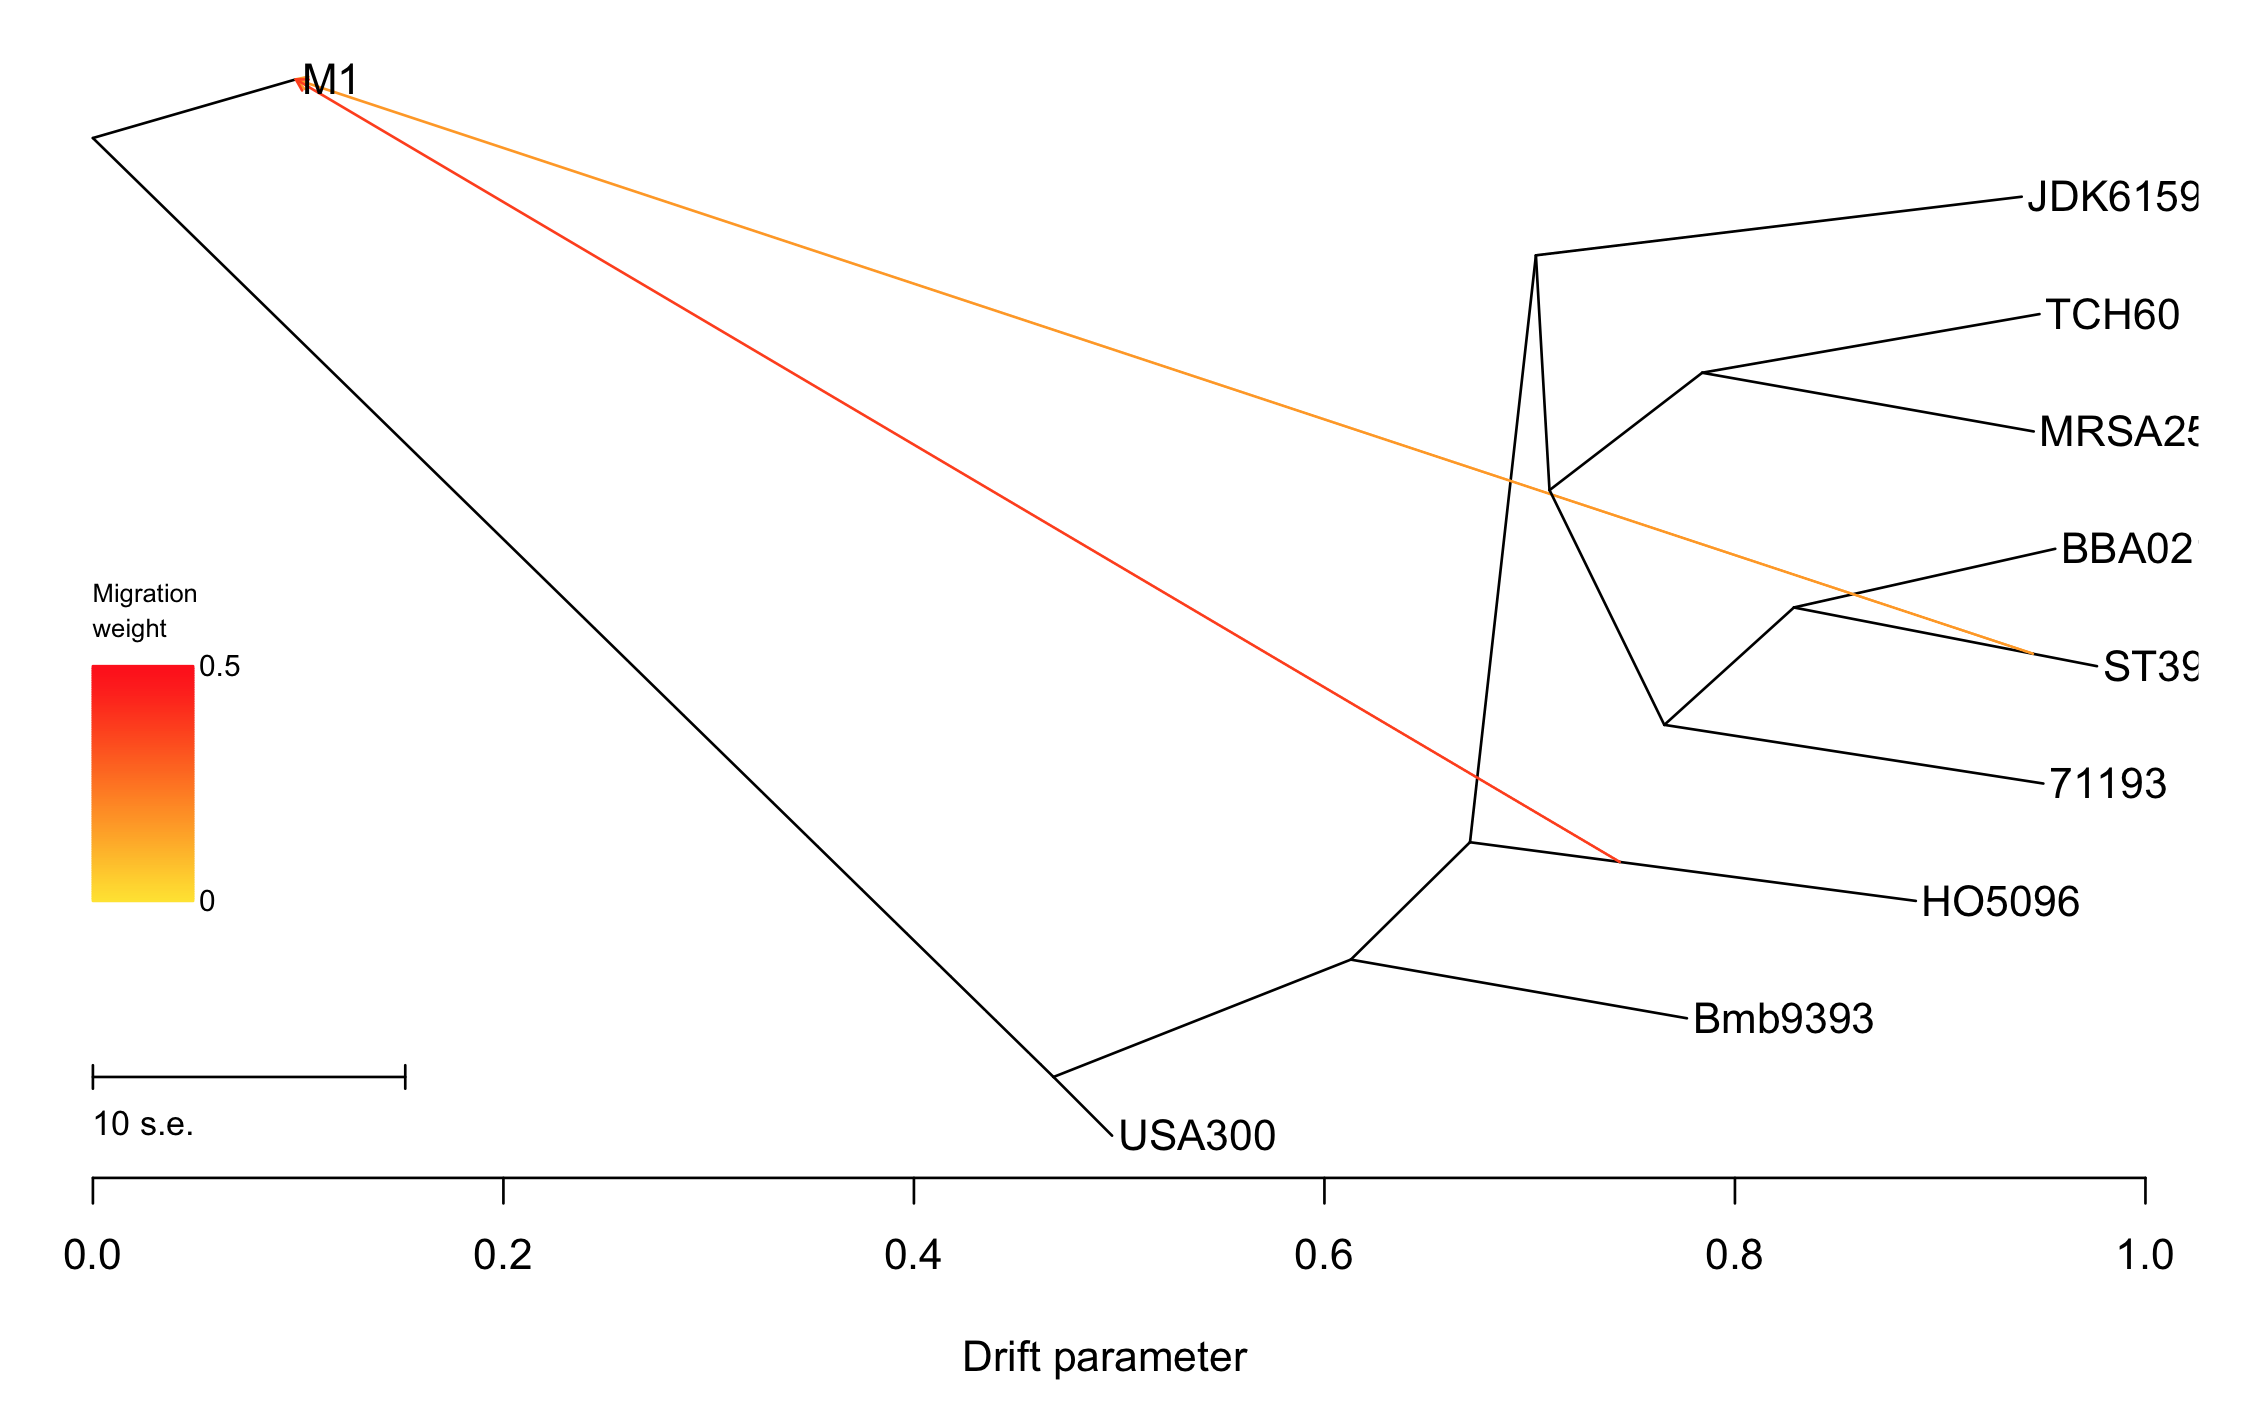 M1
JDK6159
TCH60
MRSA25
BBA02
ST39
71193
HO5096
Bmb9393
USA300
Migration
weight
0.5
0
10 s.e.
0.0 0.2 0.4 0.6 0.8 1.0
Drift parameter